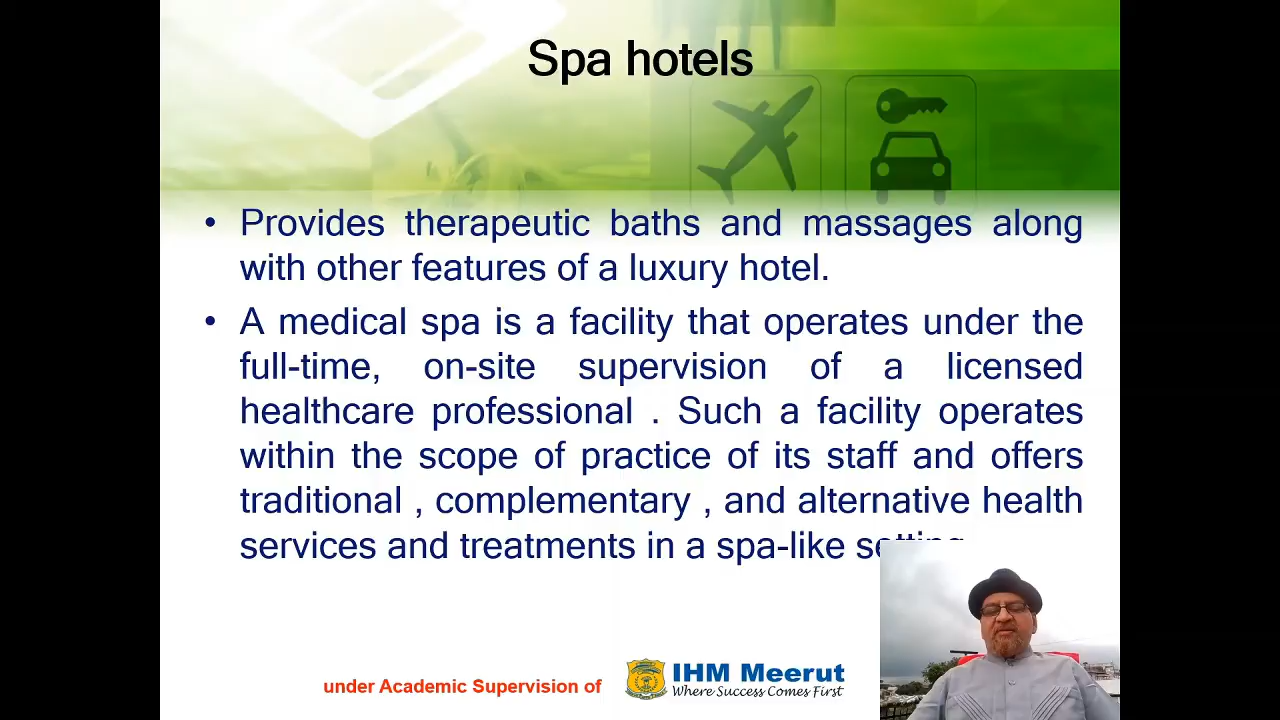 Spa hotels
• Provides therapeutic baths and massages along
with other features of a luxury hotel.
• A medical spa is a facility that operates under the
full-time, on-site supervision of a licensed
healthcare professional . Such a facility operates
within the scope of practice of its staff and offers
traditional , complementary , and alternative health
services and treatments in a spa-like setting
under Academic Supervision of
IHM Meerut
Where Success Comes First